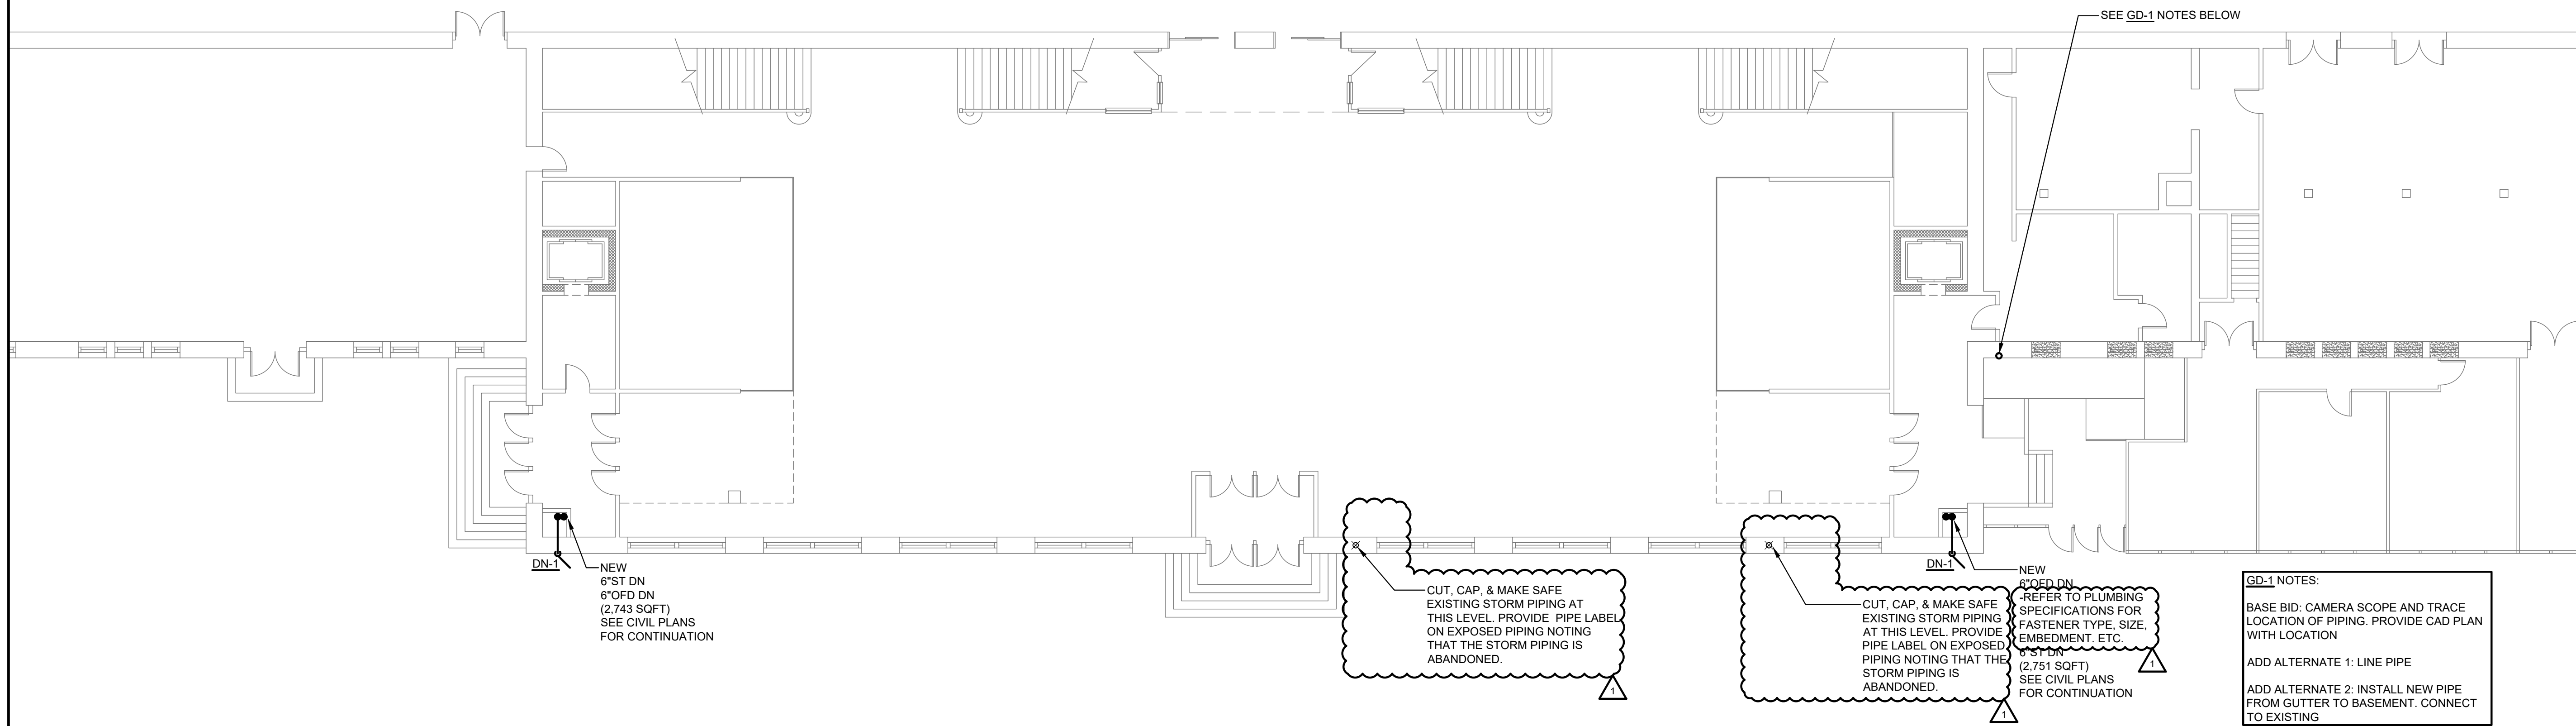 SEE GD-1 NOTES BELOW
DN-1
NEW
6"ST DN
6"OFD DN
(2,743 SQFT)
SEE CIVIL PLANS
FOR CONTINUATION
CUT, CAP, & MAKE SAFE
EXISTING STORM PIPING AT
THIS LEVEL. PROVIDE PIPE LABEL
ON EXPOSED PIPING NOTING
THAT THE STORM PIPING IS
ABANDONED.
1
CUT, CAP, & MAKE SAFE
EXISTING STORM PIPING
AT THIS LEVEL. PROVIDE
PIPE LABEL ON EXPOSED
PIPING NOTING THAT THE
STORM PIPING IS
ABANDONED.
1
DN-1
NEW
6"OFD DN
-REFER TO PLUMBING
SPECIFICATIONS FOR
FASTENER TYPE, SIZE,
EMBEDMENT. ETC.
6"ST DN
(2,751 SQFT)
SEE CIVIL PLANS
FOR CONTINUATION
1
GD-1 NOTES:
BASE BID: CAMERA SCOPE AND TRACE
LOCATION OF PIPING. PROVIDE CAD PLAN
WITH LOCATION
ADD ALTERNATE 1: LINE PIPE
ADD ALTERNATE 2: INSTALL NEW PIPE
FROM GUTTER TO BASEMENT. CONNECT
TO EXISTING